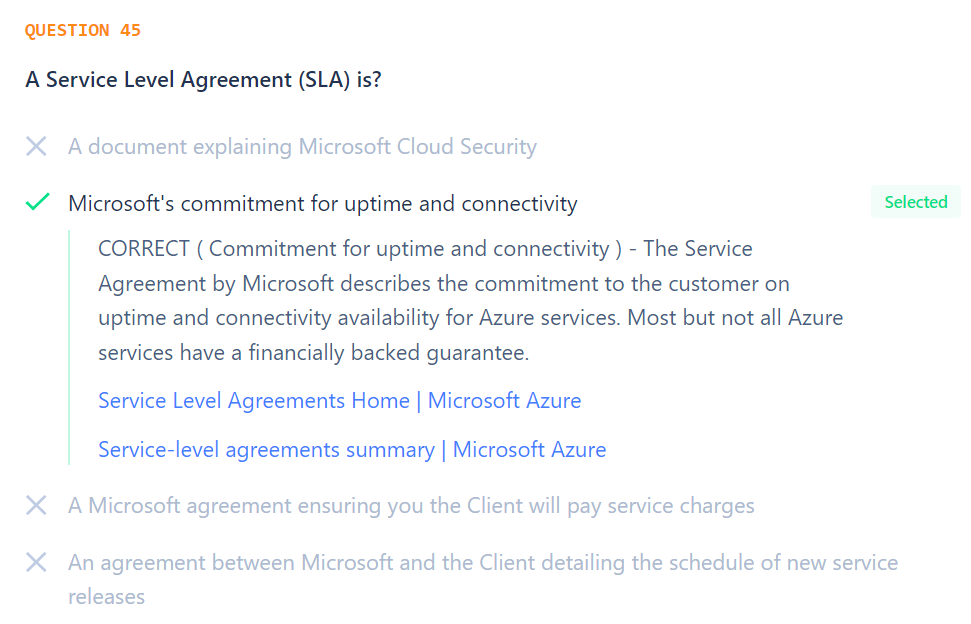 QUESTION 45
A Service Level Agreement (SLA) is?
A document explaining Microsoft Cloud Security
Microsoft's commitment for uptime and connectivity
Selected
CORRECT ( Commitment for uptime and connectivity ) - The Service
Agreement by Microsoft describes the commitment to the customer on
uptime and connectivity availability for Azure services. Most but not all Azure
services have a financially backed guarantee.
Service Level Agreements Home | Microsoft Azure
Service-level agreements summary | Microsoft Azure
A Microsoft agreement ensuring you the Client will pay service charges
An agreement between Microsoft and the Client detailing the schedule of new service
releases